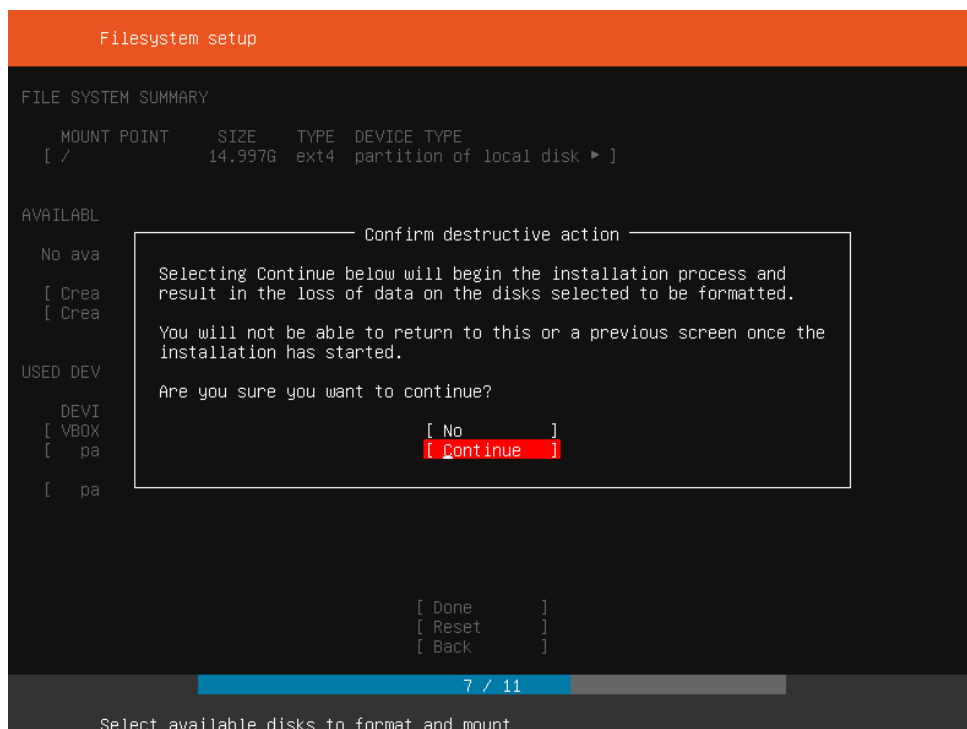 Filesystem setup
FILE SYSTEM SUMMARY
MOUNT POINT SIZE TYPE DEVICE TYPE
[ / 14.997G ext4 partition of local disk ▸ ]
AVAILABL
No ava
[ Crea
[ Crea
USED DEV
DEVI
[ VBOX
[ pa
[ pa
Confirm destructive action
Selecting Continue below will begin the installation process and
result in the loss of data on the disks selected to be formatted.
You will not be able to return to this or a previous screen once the
installation has started.
Are you sure you want to continue?
[ No ]
[ Continue ]
[ Done ]
[ Reset ]
[ Back ]
7 / 11
Select available disks to format and mount